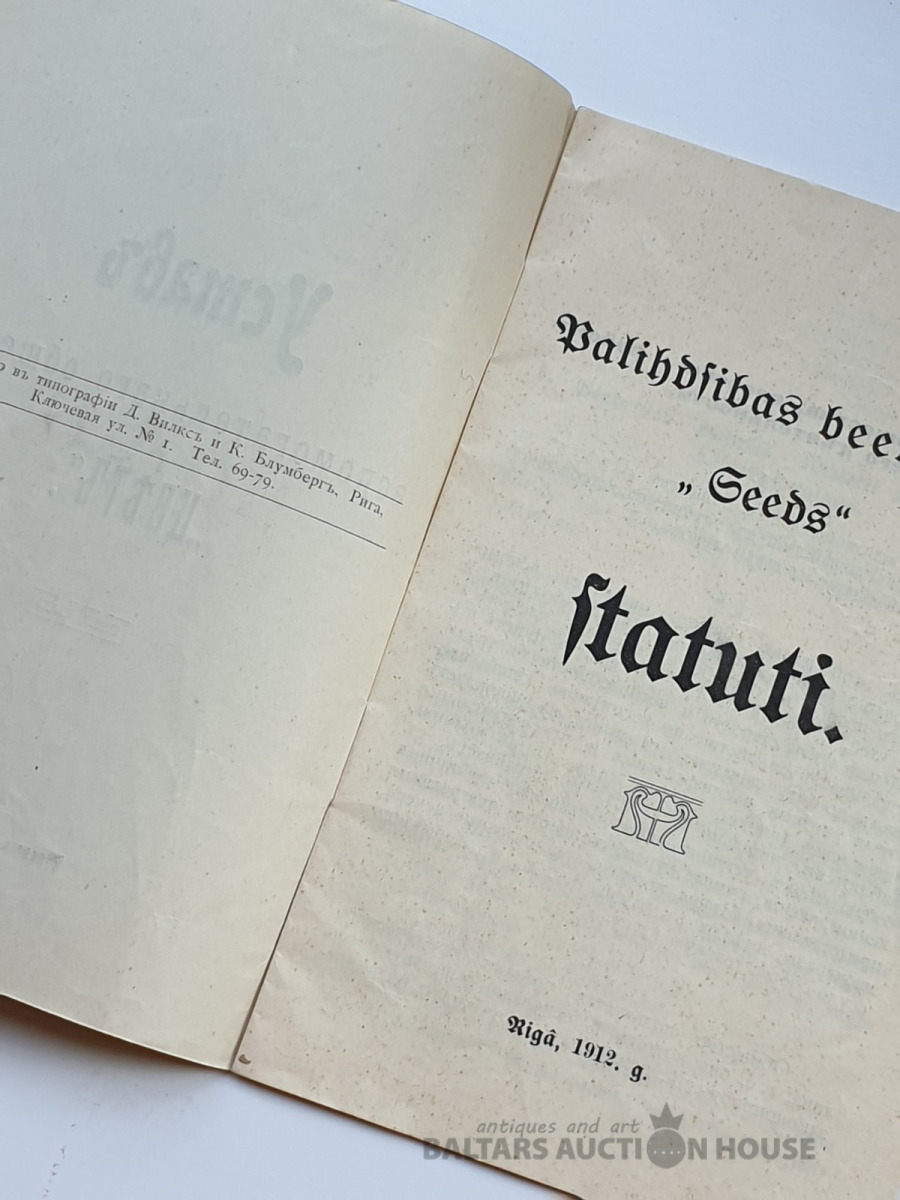 въ типографіи Д. Вилксъ и К. Блумбергъ, Рига,
Ключевая ул. № 1. Тел. 69-79.
Palihdſibas
„Seeds“
ſtatuti.
Rigâ, 1912. g.
antiques and art
BALTARS AUCTION HOUSE